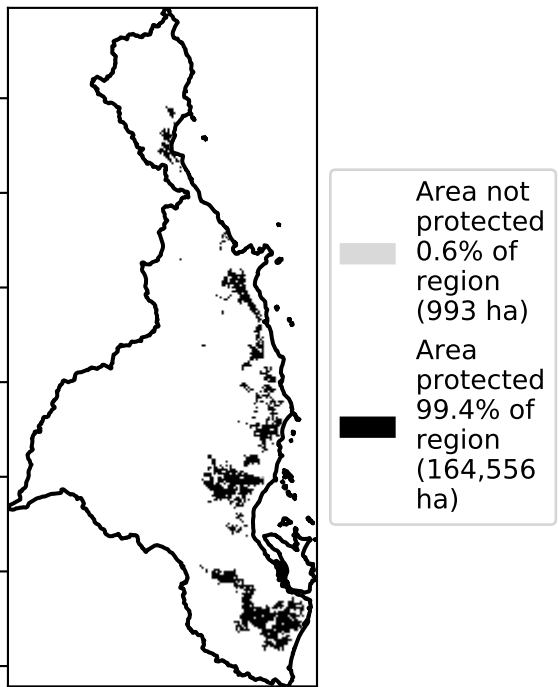 Area not
protected
0.6% of
region
(993 ha)
Area
protected
99.4% of
region
(164,556
ha)